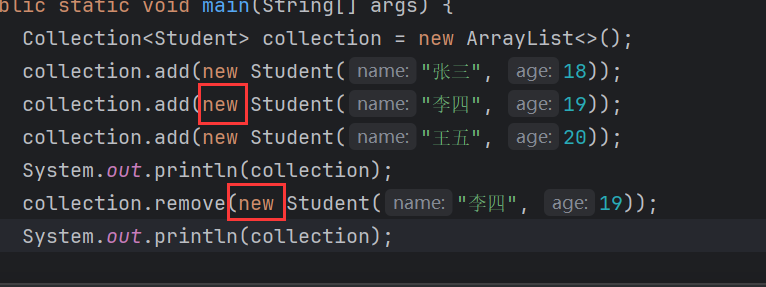 blic static void main(String[] args) {
Collection<Student> collection = new ArrayList<>();
collection.add(new Student( name: "张三", age: 18));
collection.add(new Student( name: "李四", age: 19));
collection.add(new Student( name: "王五", age: 20));
System.out.println(collection);
collection.remove(new Student( name: "李四", age: 19));
System.out.println(collection);